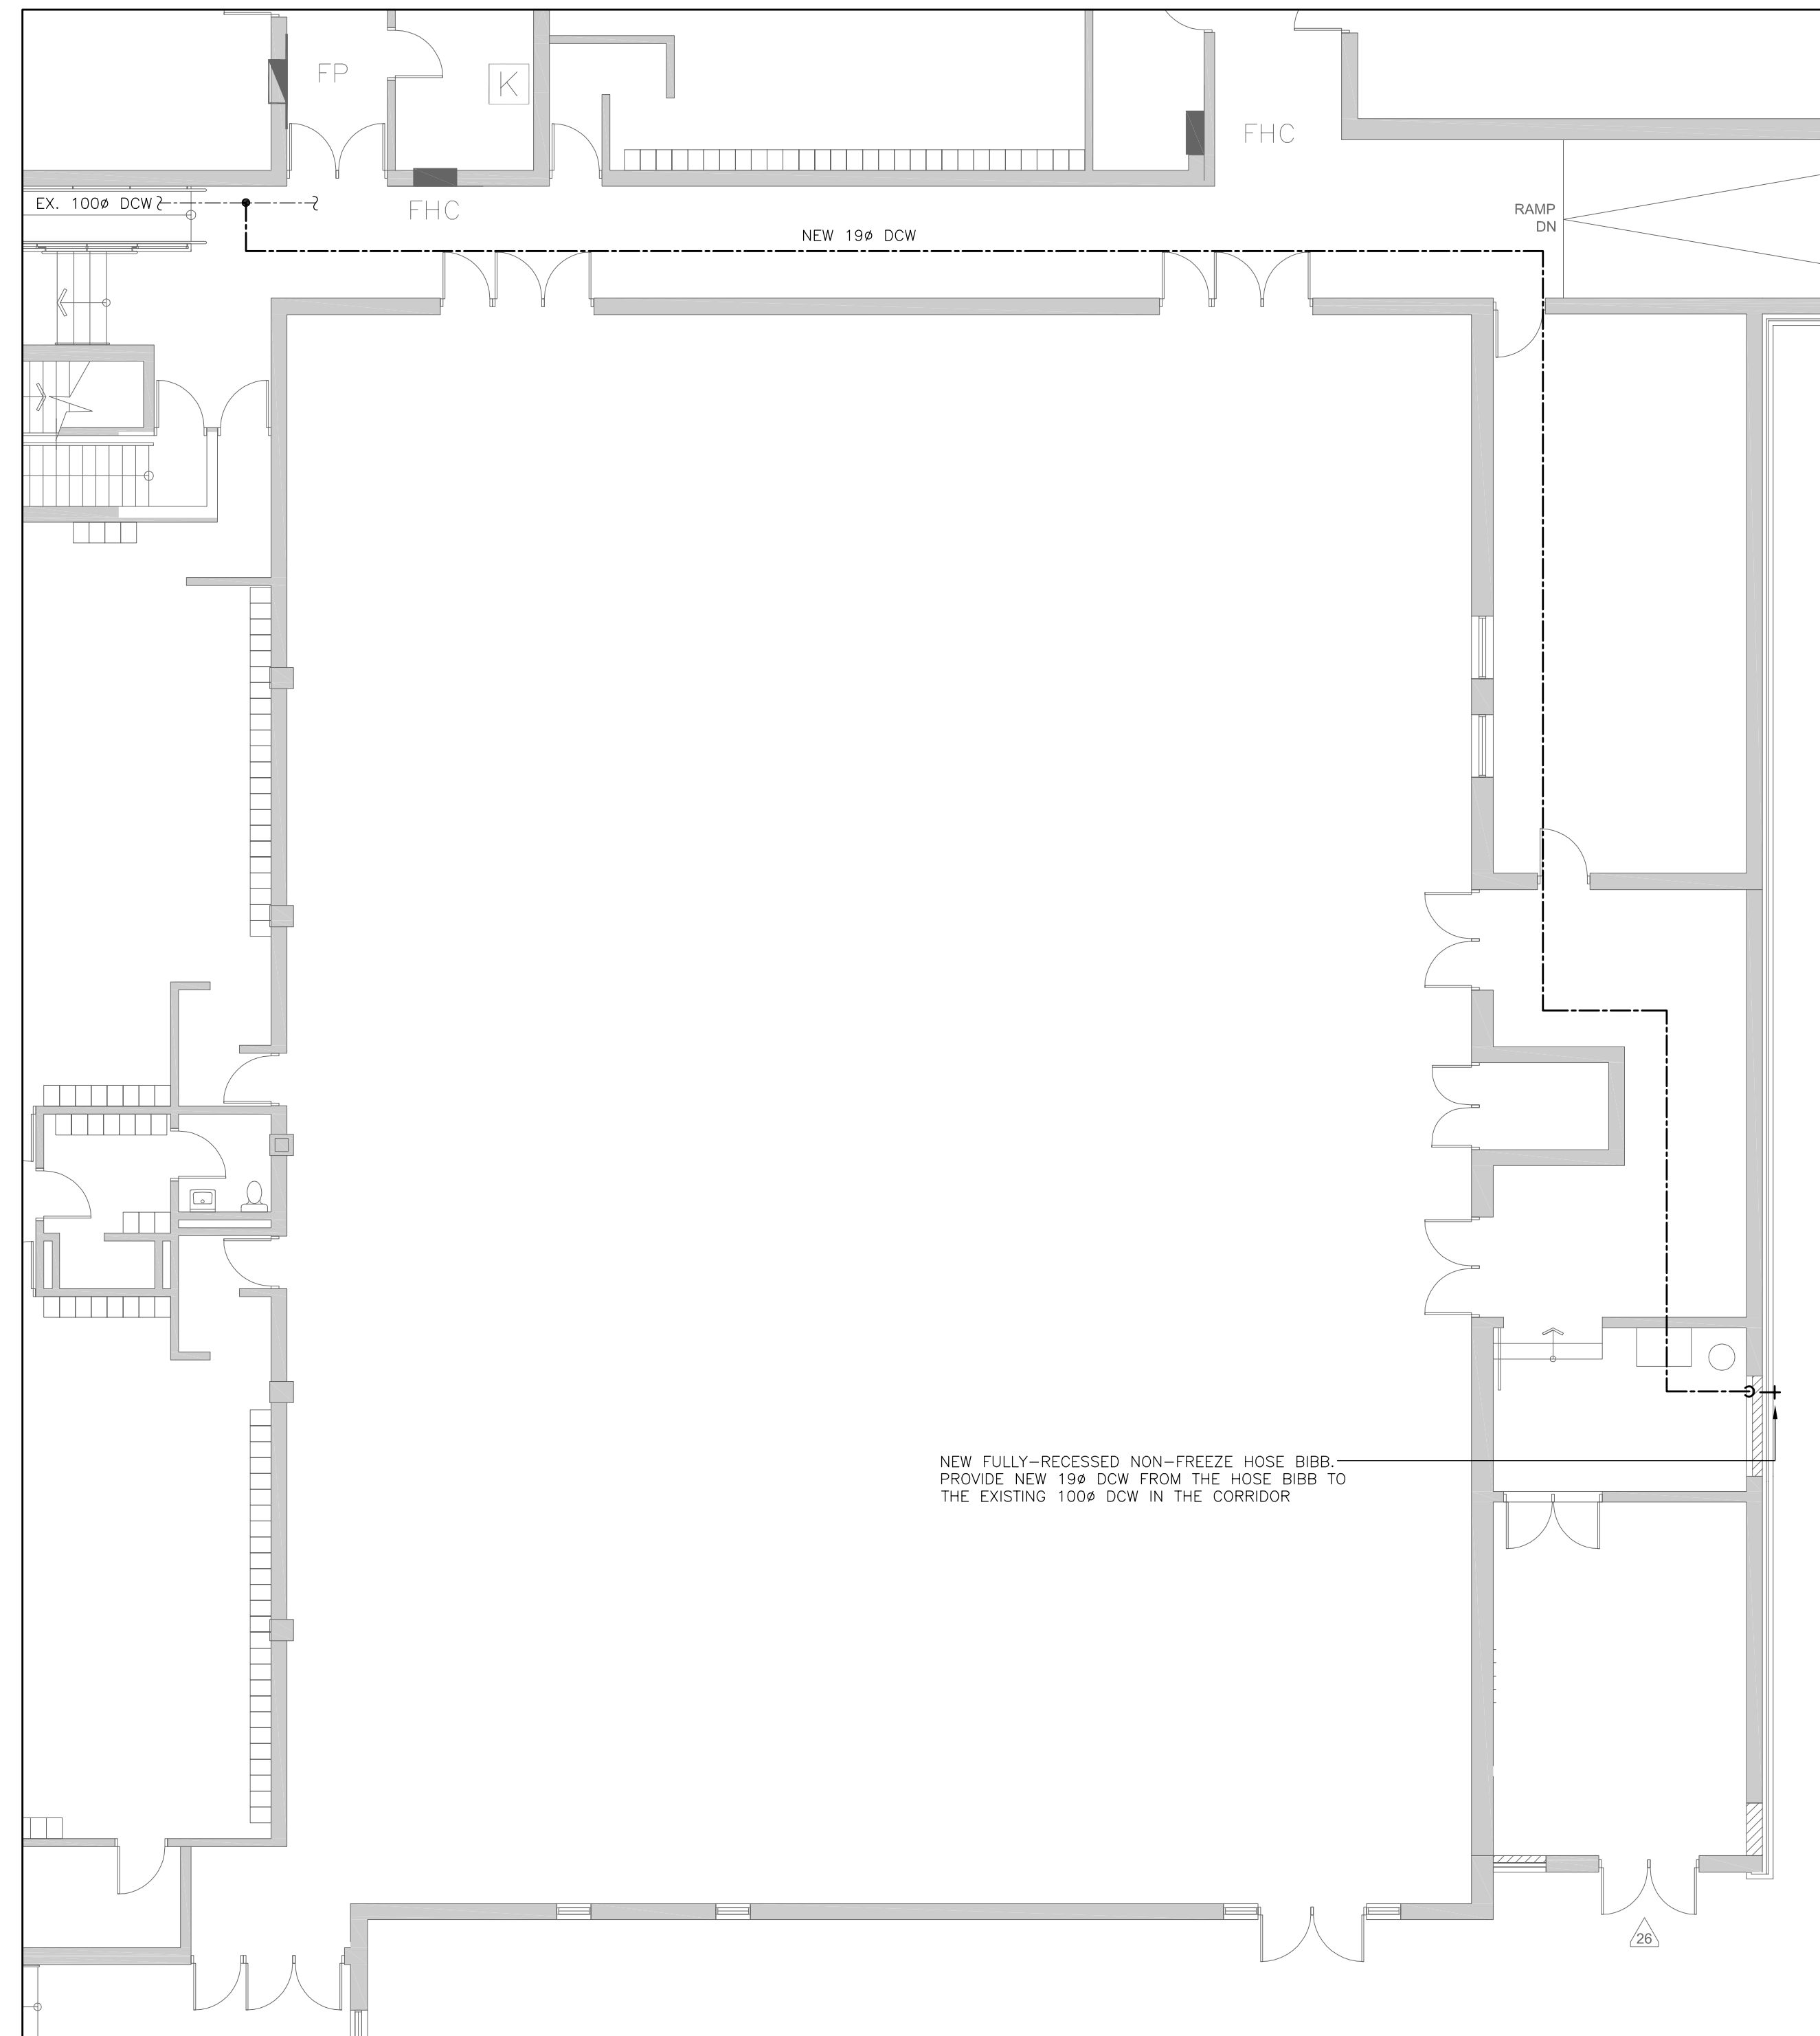 FP
K
FHC
EX. 100ø DCW
FHC
RAMP
DN
NEW 19ø DCW
NEW FULLY-RECESSED NON-FREEZE HOSE BIBB.
PROVIDE NEW 19ø DCW FROM THE HOSE BIBB TO
THE EXISTING 100ø DCW IN THE CORRIDOR
26